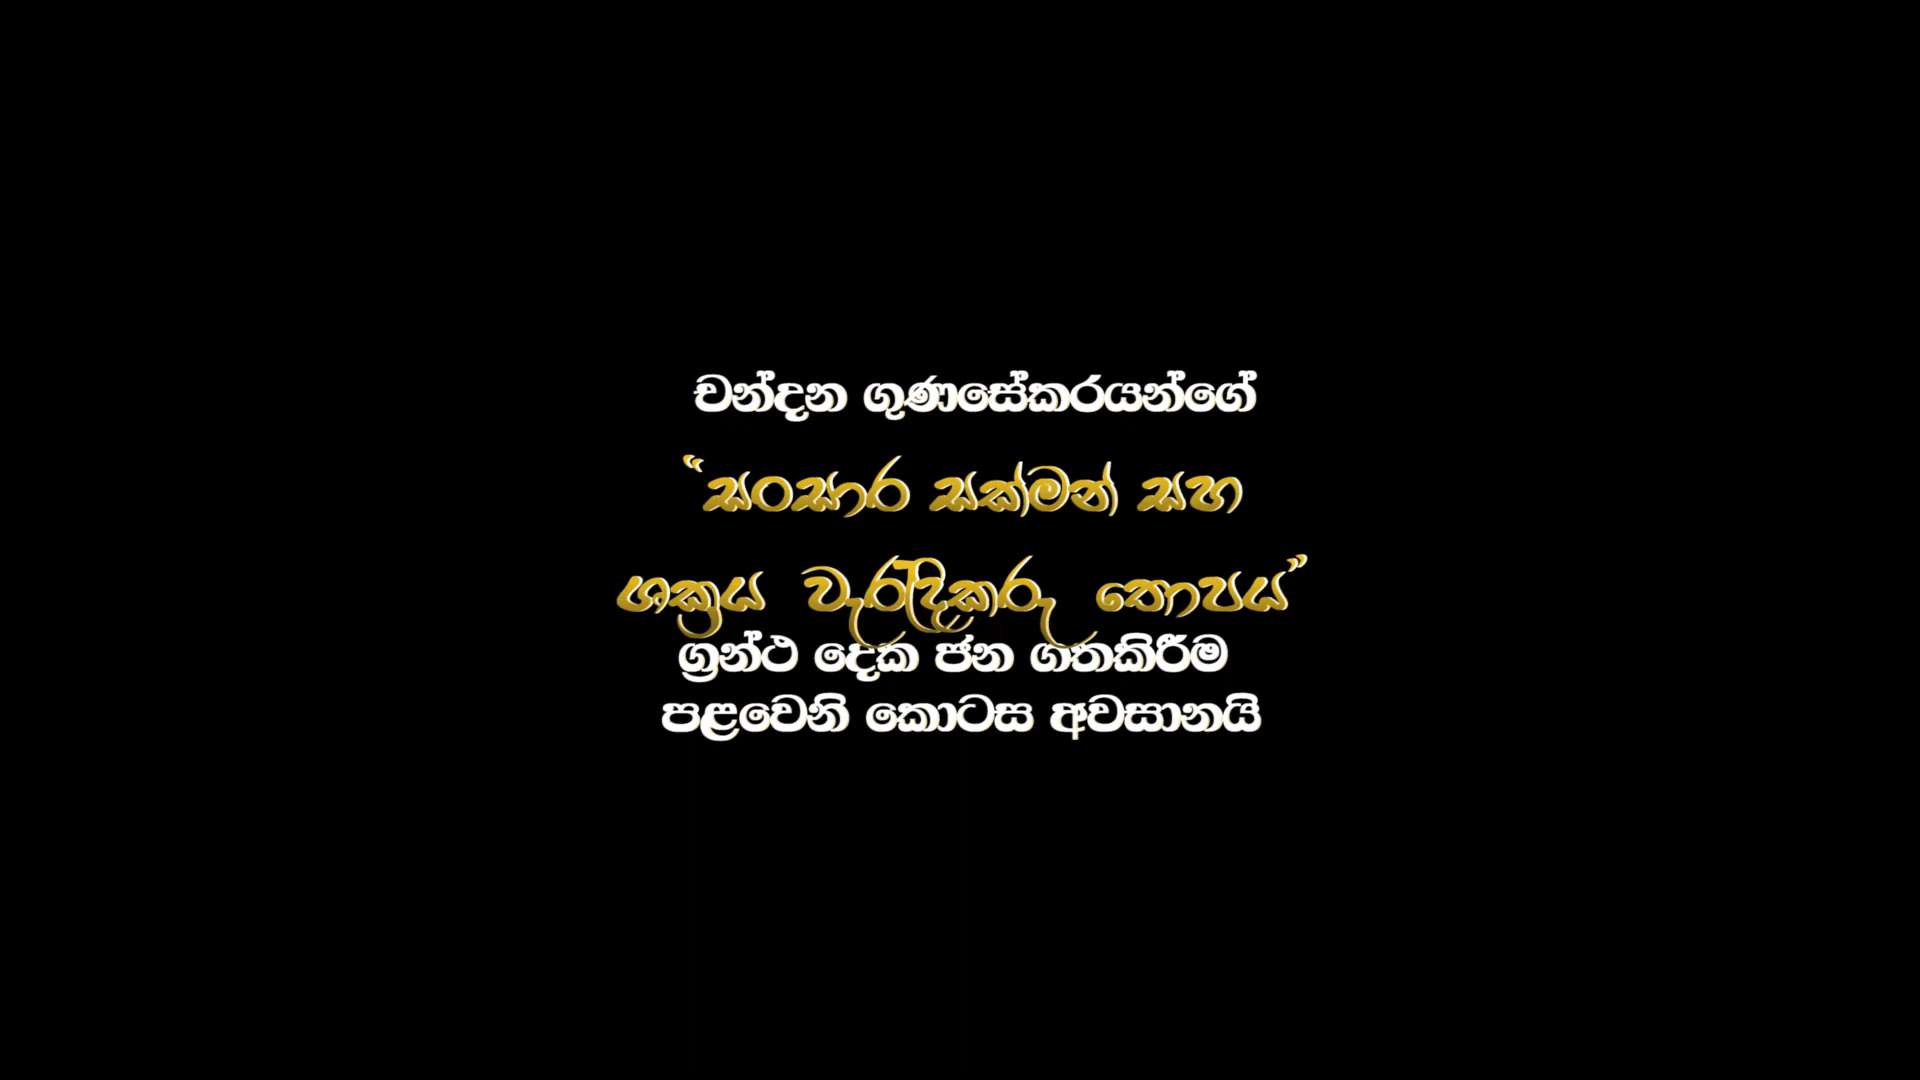 චන්දන ගුණසේකරයන්ගේ
“සංසාර සක්මන් සහ
ශක්‍රය වැරදිකරු තොපය”
ග්‍රන්ථ දෙක ජන ගතකිරීම
පළවෙනි කොටස අවසානයි